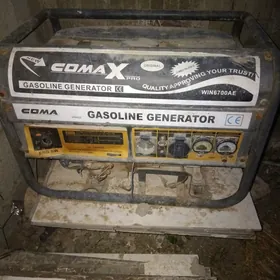 COMAX PRO
ORIGINAL
QUALITY APPROVING YOUR TRUST!
GASOLINE GENERATOR CE
WIN6700AE
COMA
GASOLINE GENERATOR
CE